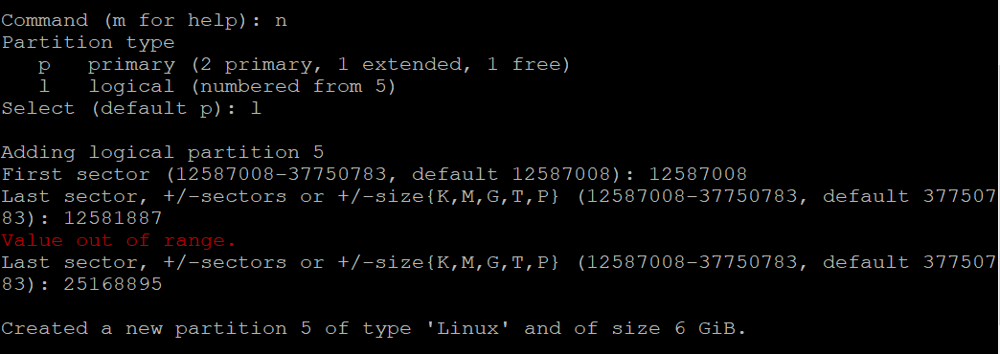 Command (m for help): n
Partition type
   p   primary (2 primary, 1 extended, 1 free)
   l   logical (numbered from 5)
Select (default p): l

Adding logical partition 5
First sector (12587008-37750783, default 12587008): 12587008
Last sector, +/-sectors or +/-size{K,M,G,T,P} (12587008-37750783, default 377507
83): 12581887
Value out of range.
Last sector, +/-sectors or +/-size{K,M,G,T,P} (12587008-37750783, default 377507
83): 25168895

Created a new partition 5 of type 'Linux' and of size 6 GiB.